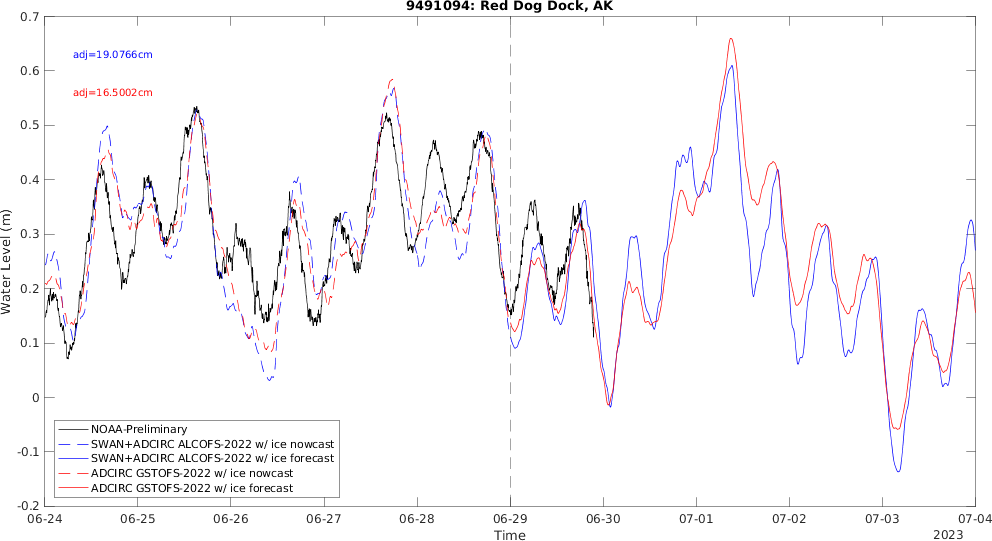 9491094: Red Dog Dock, AK
adj=19.0766cm
adj=16.5002cm
Water Level (m)
0.7
0.6
0.5
0.4
0.3
0.2
0.1
0
-0.1
-0.2
NOAA-Preliminary
SWAN+ADCIRC ALCOFS-2022 w/ ice nowcast
SWAN+ADCIRC ALCOFS-2022 w/ ice forecast
ADCIRC GSTOFS-2022 w/ ice nowcast
ADCIRC GSTOFS-2022 w/ ice forecast
06-24 06-25 06-26 06-27 06-28 06-29 06-30 07-01 07-02 07-03 07-04
Time
2023